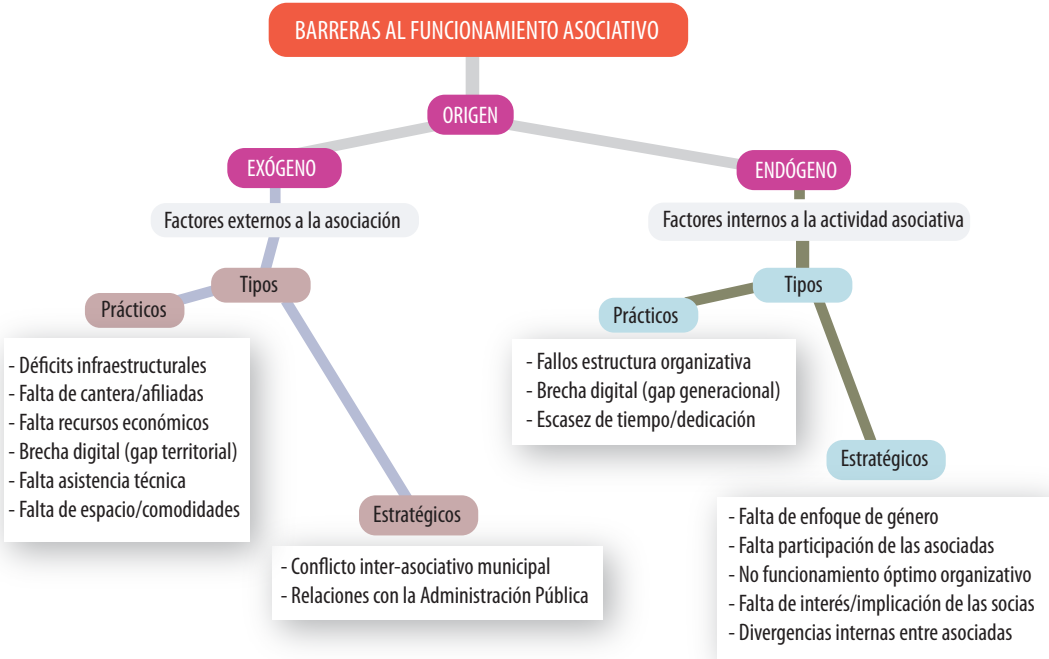 BARRERAS AL FUNCIONAMIENTO ASOCIATIVO
ORIGEN
EXÓGENO
Factores externos a la asociación
Tipos
Prácticos
- Déficits infraestructurales
- Falta de cantera/afiliadas
- Falta recursos económicos
- Brecha digital (gap territorial)
- Falta asistencia técnica
- Falta de espacio/comodidades
Estratégicos
- Conflicto inter-asociativo municipal
- Relaciones con la Administración Pública
ENDÓGENO
Factores internos a la actividad asociativa
Tipos
Prácticos
- Fallos estructura organizativa
- Brecha digital (gap generacional)
- Escasez de tiempo/dedicación
Estratégicos
- Falta de enfoque de género
- Falta participación de las asociadas
- No funcionamiento óptimo organizativo
- Falta de interés/implicación de las socias
- Divergencias internas entre asociadas